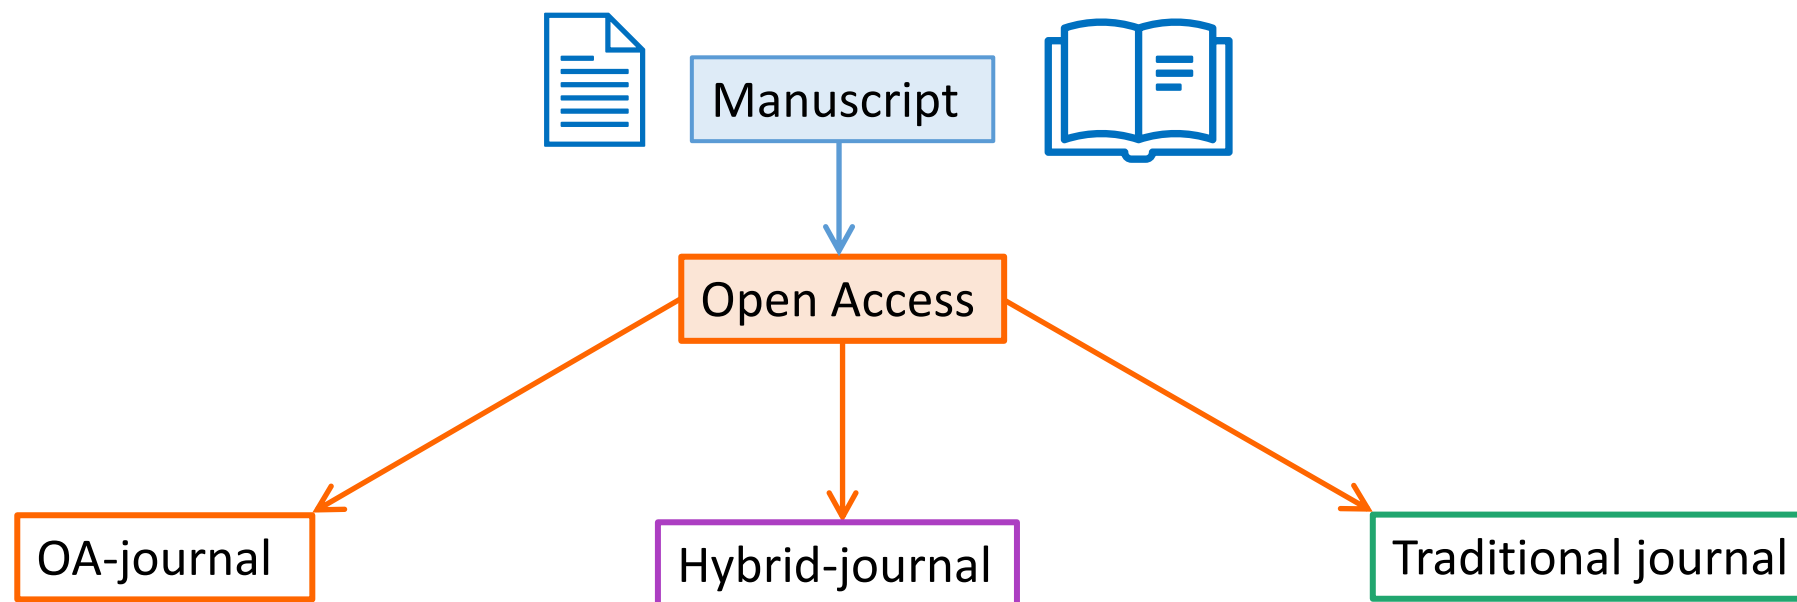 Manuscript
Open Access
OA-journal
Hybrid-journal
Traditional journal